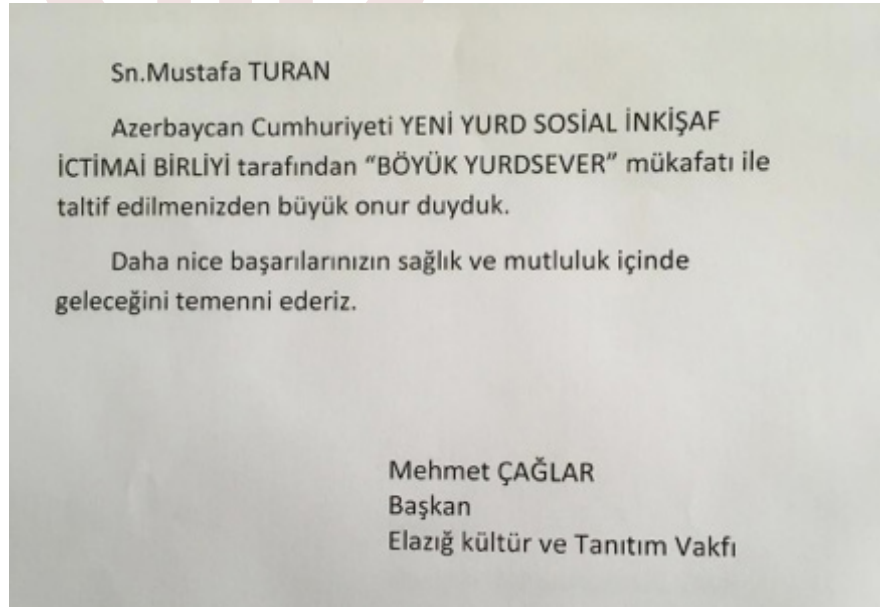 Sn.Mustafa TURAN
Azerbaycan Cumhuriyeti YENİ YURD SOSİAL İNKİŞAF
İCTİMAİ BİRLİYİ tarafından “BÖYÜK YURDSEVER” mükafatı ile
taltif edilmenizden büyük onur duyduk.
Daha nice başarılarınızın sağlık ve mutluluk içinde
geleceğini temenni ederiz.
Mehmet ÇAĞLAR
Başkan
Elazığ kültür ve Tanıtım Vakfı